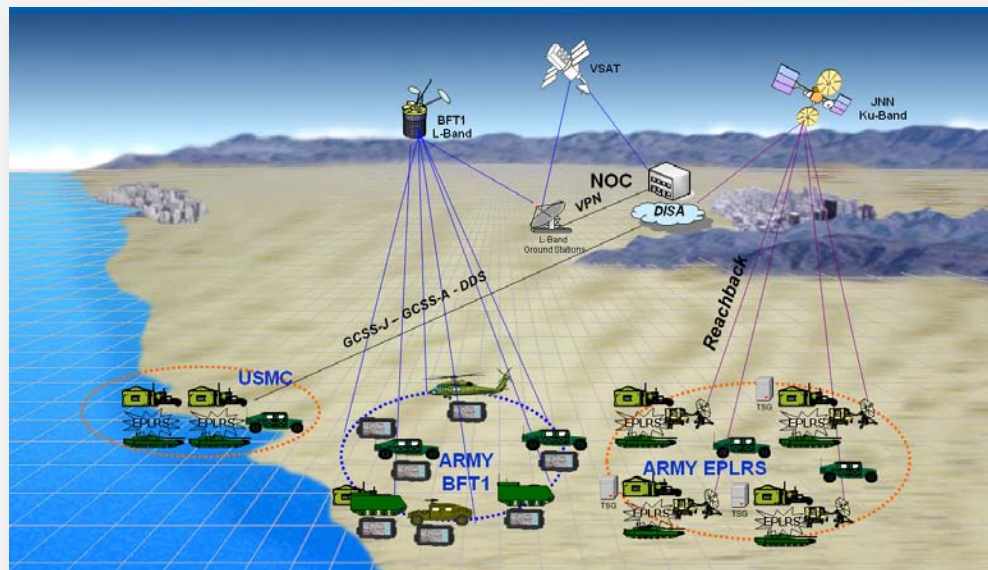 VSAT
BFT1
L-Band
JNN
Ku-Band
NOC
VPN
DISA
L-Band
Ground Stations
Reachback
GCSS-J – GCSS-A - DDS
USMC
EPLRS
EPLRS
ARMY
BFT1
ARMY EPLRS
TSG
EPLRS
EPLRS
TSG
TSG
EPLRS
EPLRS